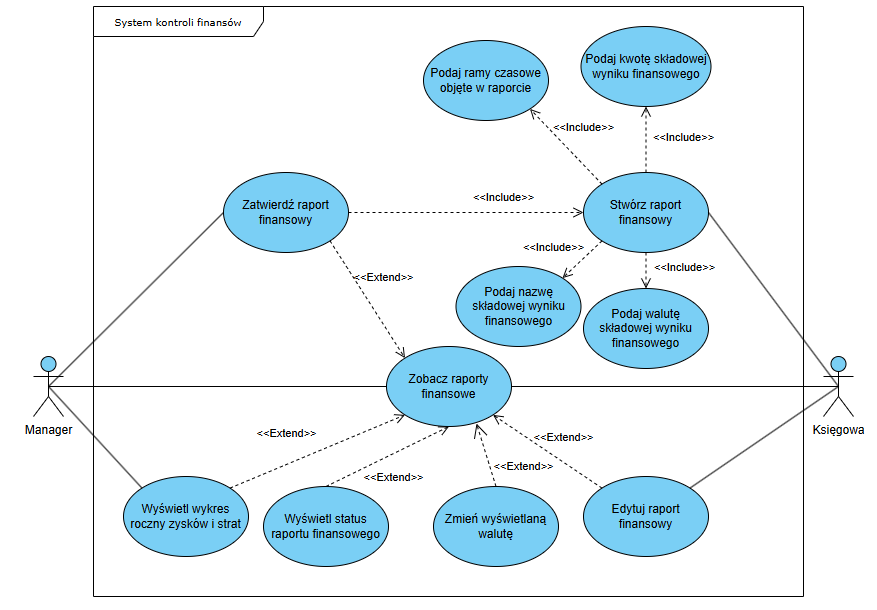 System kontroli finansów
Podaj ramy czasowe
objęte w raporcie
Podaj kwotę składowej
wyniku finansowego
<<Include>>
<<Include>>
Zatwierdź raport
finansowy
<<Include>>
Stwórz raport
finansowy
<<Include>>
<<Include>>
<<Extend>>
Podaj nazwę
składowej wyniku
finansowego
Podaj walutę
składowej wyniku
finansowego
Zobacz raporty
finansowe
Manager
Księgowa
<<Extend>>
<<Extend>>
<<Extend>>
<<Extend>>
Wyświetl wykres
roczny zysków i strat
Wyświetl status
raportu finansowego
Zmień wyświetlaną
walutę
Edytuj raport
finansowy